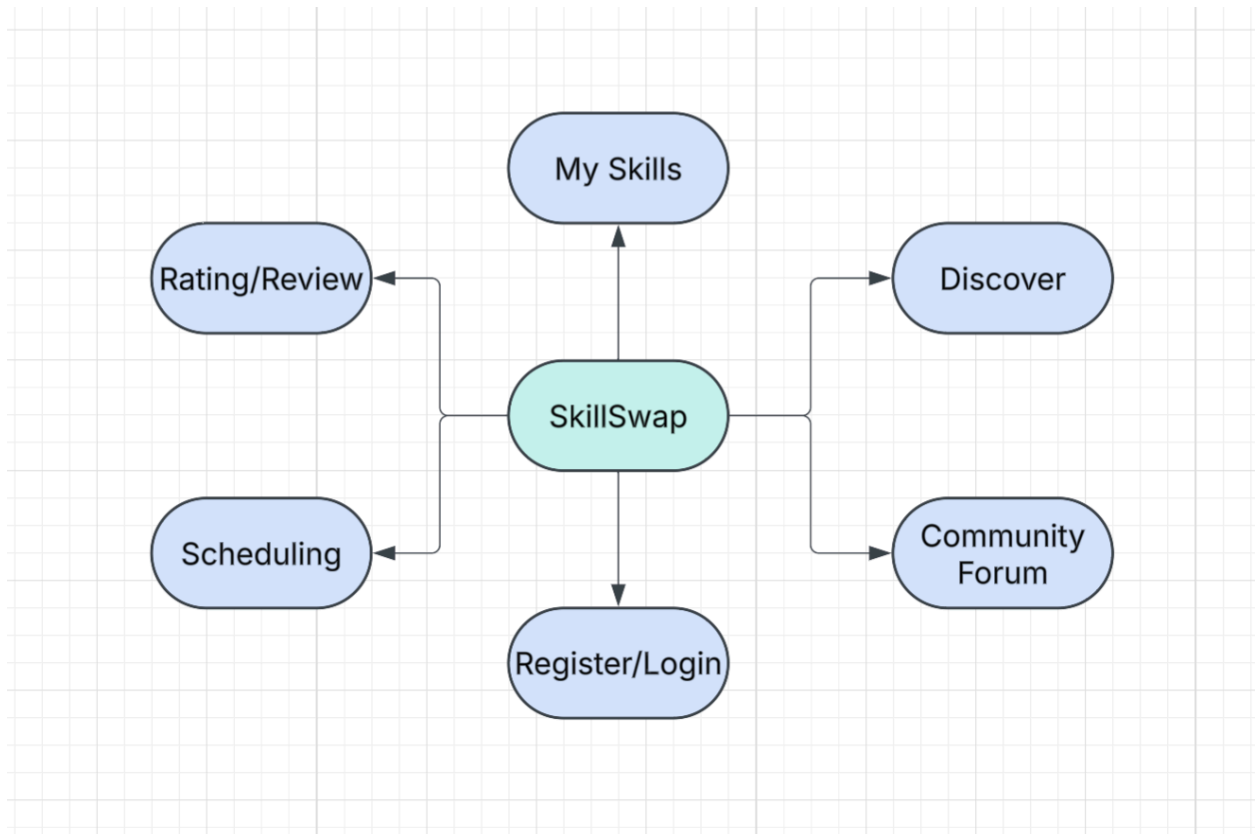 My Skills
Rating/Review
Discover
SkillSwap
Scheduling
Community
Forum
Register/Login